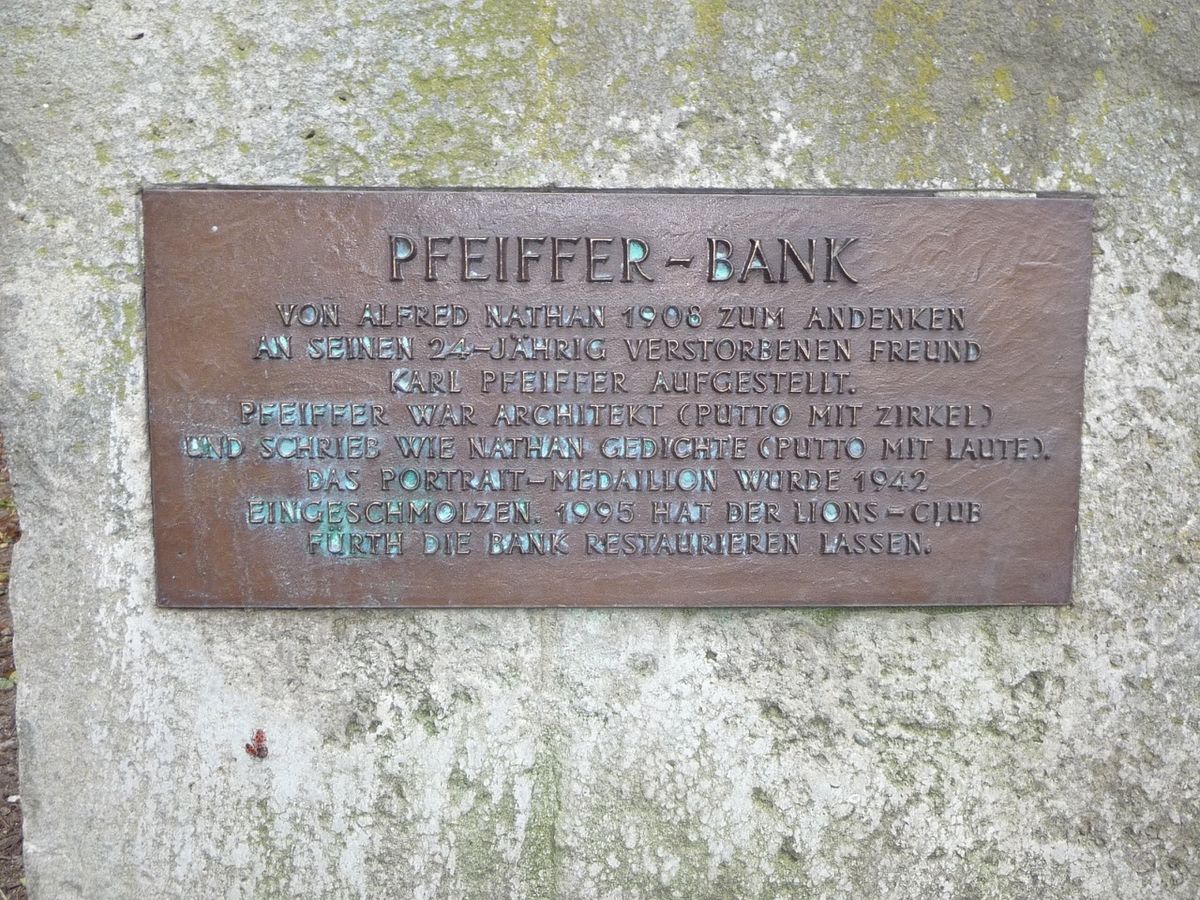 PFEIFFER-BANK
VON ALFRED NATHAN 1908 ZUM ANDENKEN
AN SEINEN 24-JÄHRIG VERSTORBENEN FREUND
KARL PFEIFFER AUFGESTELLT.
PFEIFFER WAR ARCHITEKT (PUTTO MIT ZIRKEL)
UND SCHRIEB WIE NATHAN GEDICHTE (PUTTO MIT LAUTE).
DAS PORTRAIT-MEDAILLON WURDE 1942
EINGESCHMOLZEN. 1995 HAT DER LIONS-CLUB
FÜRTH DIE BANK RESTAURIEREN LASSEN.